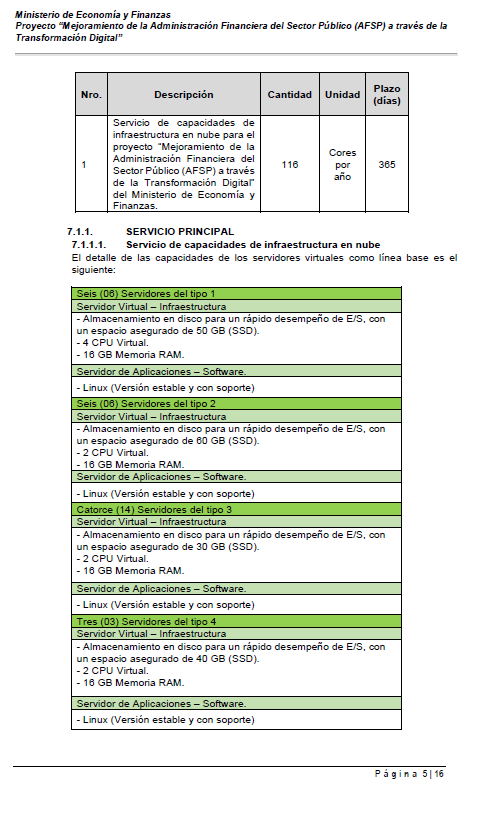 Ministerio de Economía y Finanzas
Proyecto "Mejoramiento de la Administración Financiera del Sector Público (AFSP) a través de la
Transformación Digital"
Nro. Descripción Cantidad Unidad Plazo (días)
1
Servicio de capacidades de
infraestructura en nube para el
proyecto "Mejoramiento de la
Administración Financiera del
Sector Público (AFSP) a través
de la Transformación Digital"
del Ministerio de Economía y
Finanzas.
116
Cores
por
año
365
7.1.1. SERVICIO PRINCIPAL
7.1.1.1. Servicio de capacidades de infraestructura en nube
El detalle de las capacidades de los servidores virtuales como línea base es el
siguiente:
Seis (06) Servidores del tipo 1
Servidor Virtual – Infraestructura
- Almacenamiento en disco para un rápido desempeño de E/S, con
un espacio asegurado de 50 GB (SSD).
- 4 CPU Virtual.
- 16 GB Memoria RAM.
Servidor de Aplicaciones – Software.
- Linux (Versión estable y con soporte)
Seis (06) Servidores del tipo 2
Servidor Virtual – Infraestructura
- Almacenamiento en disco para un rápido desempeño de E/S, con
un espacio asegurado de 60 GB (SSD).
- 2 CPU Virtual.
- 16 GB Memoria RAM.
Servidor de Aplicaciones – Software.
- Linux (Versión estable y con soporte)
Catorce (14) Servidores del tipo 3
Servidor Virtual – Infraestructura
- Almacenamiento en disco para un rápido desempeño de E/S, con
un espacio asegurado de 30 GB (SSD).
- 2 CPU Virtual.
- 16 GB Memoria RAM.
Servidor de Aplicaciones – Software.
- Linux (Versión estable y con soporte)
Tres (03) Servidores del tipo 4
Servidor Virtual – Infraestructura
- Almacenamiento en disco para un rápido desempeño de E/S, con
un espacio asegurado de 40 GB (SSD).
- 2 CPU Virtual.
- 16 GB Memoria RAM.
Servidor de Aplicaciones – Software.
- Linux (Versión estable y con soporte)
Página 5|16